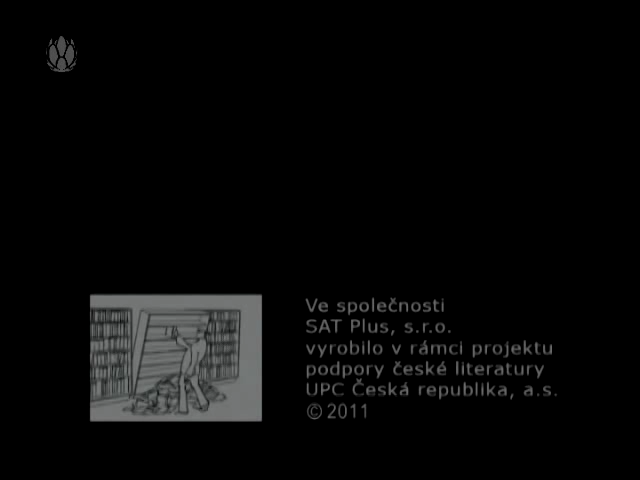 Ve společnosti
SAT Plus, s.r.o.
vyrobilo v rámci projektu
podpory české literatury
UPC Česká republika, a.s.
©2011